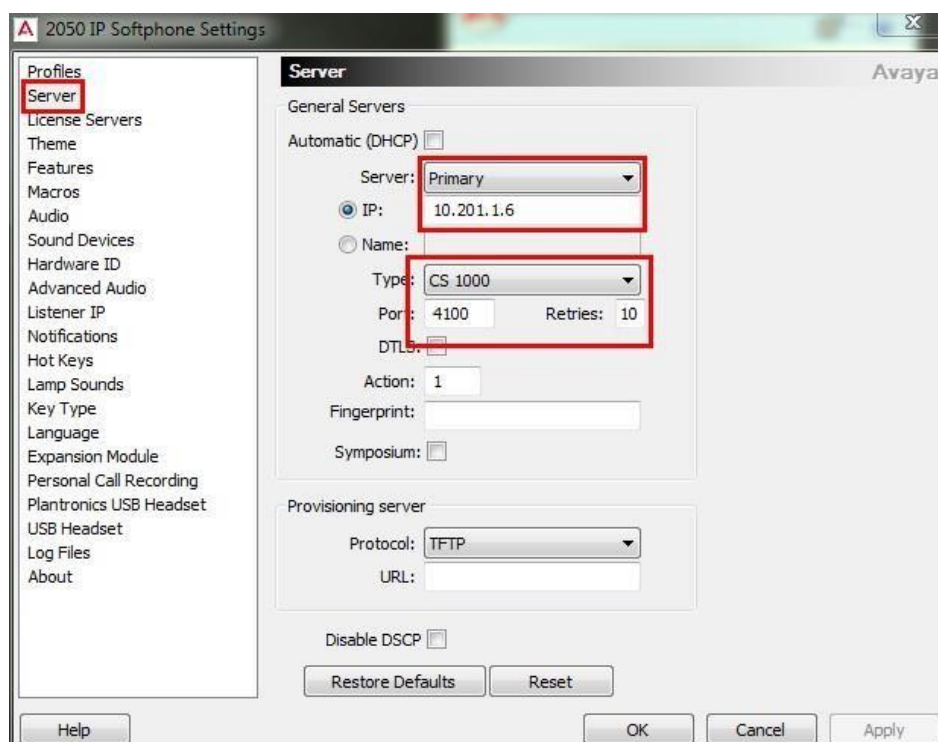 A 2050 IP Softphone Settings X
Profiles
Server
License Servers
Theme
Features
Macros
Audio
Sound Devices
Hardware ID
Advanced Audio
Listener IP
Notifications
Hot Keys
Lamp Sounds
Key Type
Language
Expansion Module
Personal Call Recording
Plantronics USB Headset
USB Headset
Log Files
About
Server Avaya
General Servers
Automatic (DHCP)
Server: Primary
IP: 10.201.1.6
Name:
Type: CS 1000
Port: 4100 Retries: 10
DTLS:
Action: 1
Fingerprint:
Symposium:
Provisioning server
Protocol: TFTP
URL:
Disable DSCP
Restore Defaults Reset
Help OK Cancel Apply